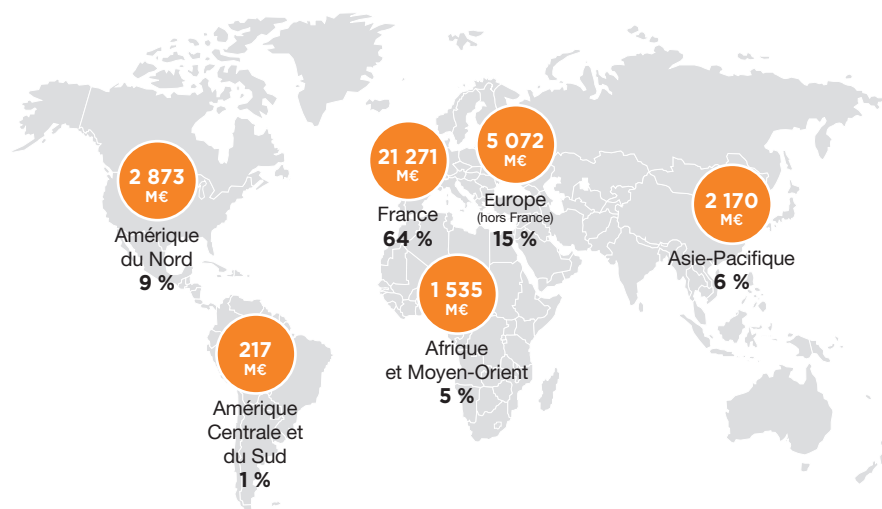 2 873
M€
Amérique
du Nord
9 %
21 271
M€
France
64 %
5 072
M€
Europe
(hors France)
15 %
2 170
M€
Asie-Pacifique
6 %
1 535
M€
Afrique
et Moyen-Orient
5 %
217
M€
Amérique
Centrale et
du Sud
1 %